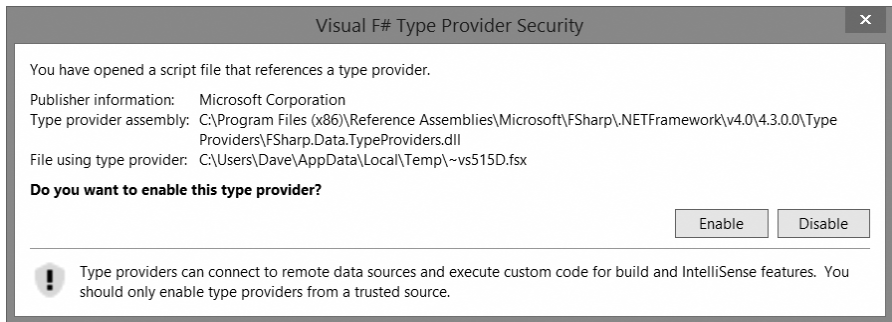 Visual F# Type Provider Security
x
You have opened a script file that references a type provider.
Publisher information: Microsoft Corporation
Type provider assembly: C:\Program Files (x86)\Reference Assemblies\Microsoft\FSharp\.NETFramework\v4.0\4.3.0.0\Type
Providers\FSharp.Data.TypeProviders.dll
File using type provider: C:\Users\Dave\AppData\Local\Temp\~vs515D.fsx
Do you want to enable this type provider?
Enable Disable
Type providers can connect to remote data sources and execute custom code for build and IntelliSense features. You
should only enable type providers from a trusted source.